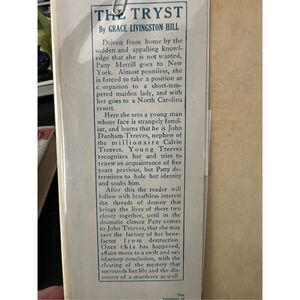 THE TRYST
By GRACE LIVINGSTON HILL
Driven from home by the
sudden and appalling knowl-
edge that she is not wanted,
Patty Merrill goes to New
York. Almost penniless, she
is forced to take a position as
companion to a short-tem-
pered maiden lady, and with
her goes to a North Carolina
resort.
Here she sees a young man
whose face is strangely famil-
iar, and learns that he is John
Dunham Treeves, nephew of
the millionaire Calvin
Treeves. Young Treeves
recognizes her and tries to
renew an acquaintance of five
years previous, but Patty de-
termines to hide her identity
and snubs him.
After this the reader will
follow with breathless interest
the threads of destiny that
brings the lives of these two
closer together, until in the
dramatic climax Patty comes
to John Treeves, that she may
save the factory of her bene-
factor from destruction.
Once this has happened,
affairs move to a swift and sat-
isfactory conclusion, with the
clearing of the mystery that
surrounds her life and the dis-
covery of a murderer as well.
The